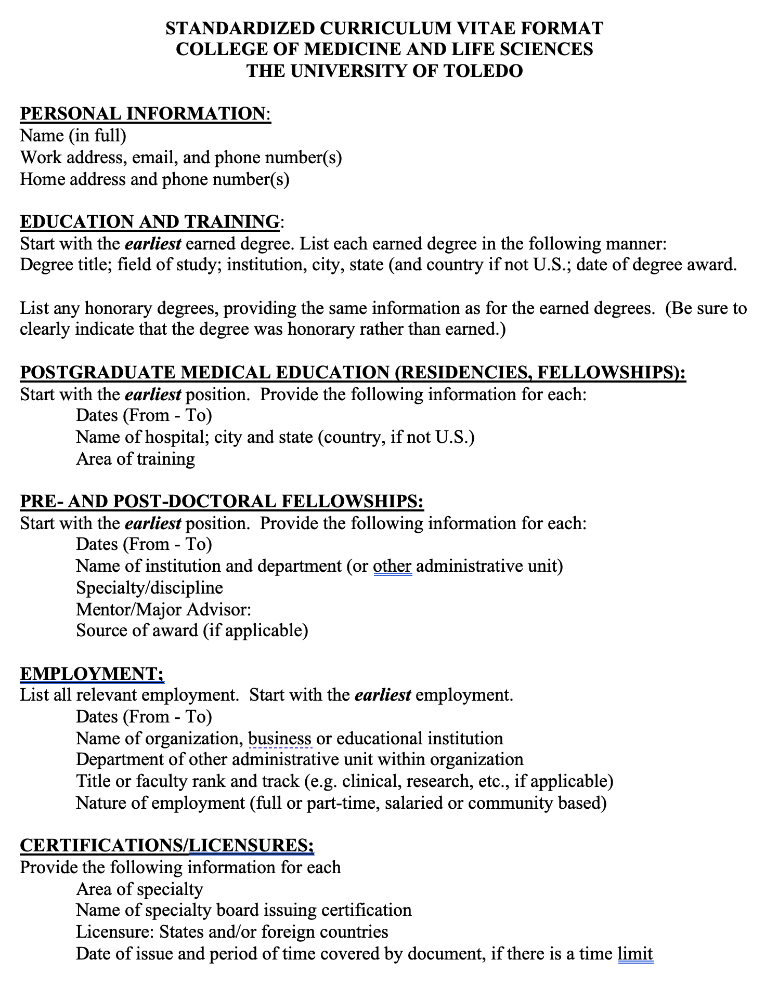 STANDARDIZED CURRICULUM VITAE FORMAT
COLLEGE OF MEDICINE AND LIFE SCIENCES
THE UNIVERSITY OF TOLEDO
PERSONAL INFORMATION:
Name (in full)
Work address, email, and phone number(s)
Home address and phone number(s)
EDUCATION AND TRAINING:
Start with the earliest earned degree. List each earned degree in the following manner:
Degree title; field of study; institution, city, state (and country if not U.S.; date of degree award.
List any honorary degrees, providing the same information as for the earned degrees.  (Be sure to
clearly indicate that the degree was honorary rather than earned.)
POSTGRADUATE MEDICAL EDUCATION (RESIDENCIES, FELLOWSHIPS):
Start with the earliest position.  Provide the following information for each:
Dates (From - To)
Name of hospital; city and state (country, if not U.S.)
Area of training
PRE- AND POST-DOCTORAL FELLOWSHIPS:
Start with the earliest position.  Provide the following information for each:
Dates (From - To)
Name of institution and department (or other administrative unit)
Specialty/discipline
Mentor/Major Advisor:
Source of award (if applicable)
EMPLOYMENT;
List all relevant employment.  Start with the earliest employment.
Dates (From - To)
Name of organization, business or educational institution
Department of other administrative unit within organization
Title or faculty rank and track (e.g. clinical, research, etc., if applicable)
Nature of employment (full or part-time, salaried or community based)
CERTIFICATIONS/LICENSURES;
Provide the following information for each
Area of specialty
Name of specialty board issuing certification
Licensure: States and/or foreign countries
Date of issue and period of time covered by document, if there is a time limit